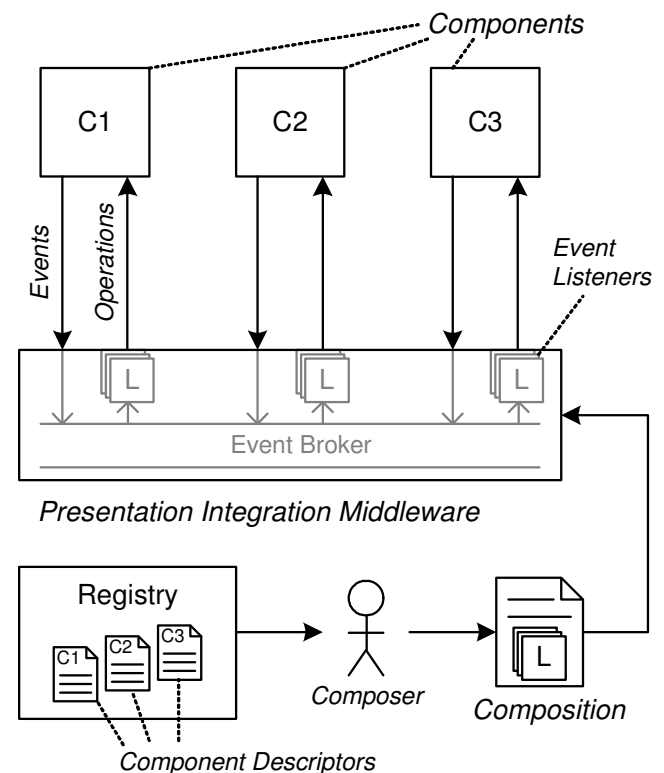 Components
C1
C2
C3
Events
Operations
Event
Listeners
L
L
L
Event Broker
Presentation Integration Middleware
Registry
C1
C2
C3
L
Composer
Composition
Component Descriptors